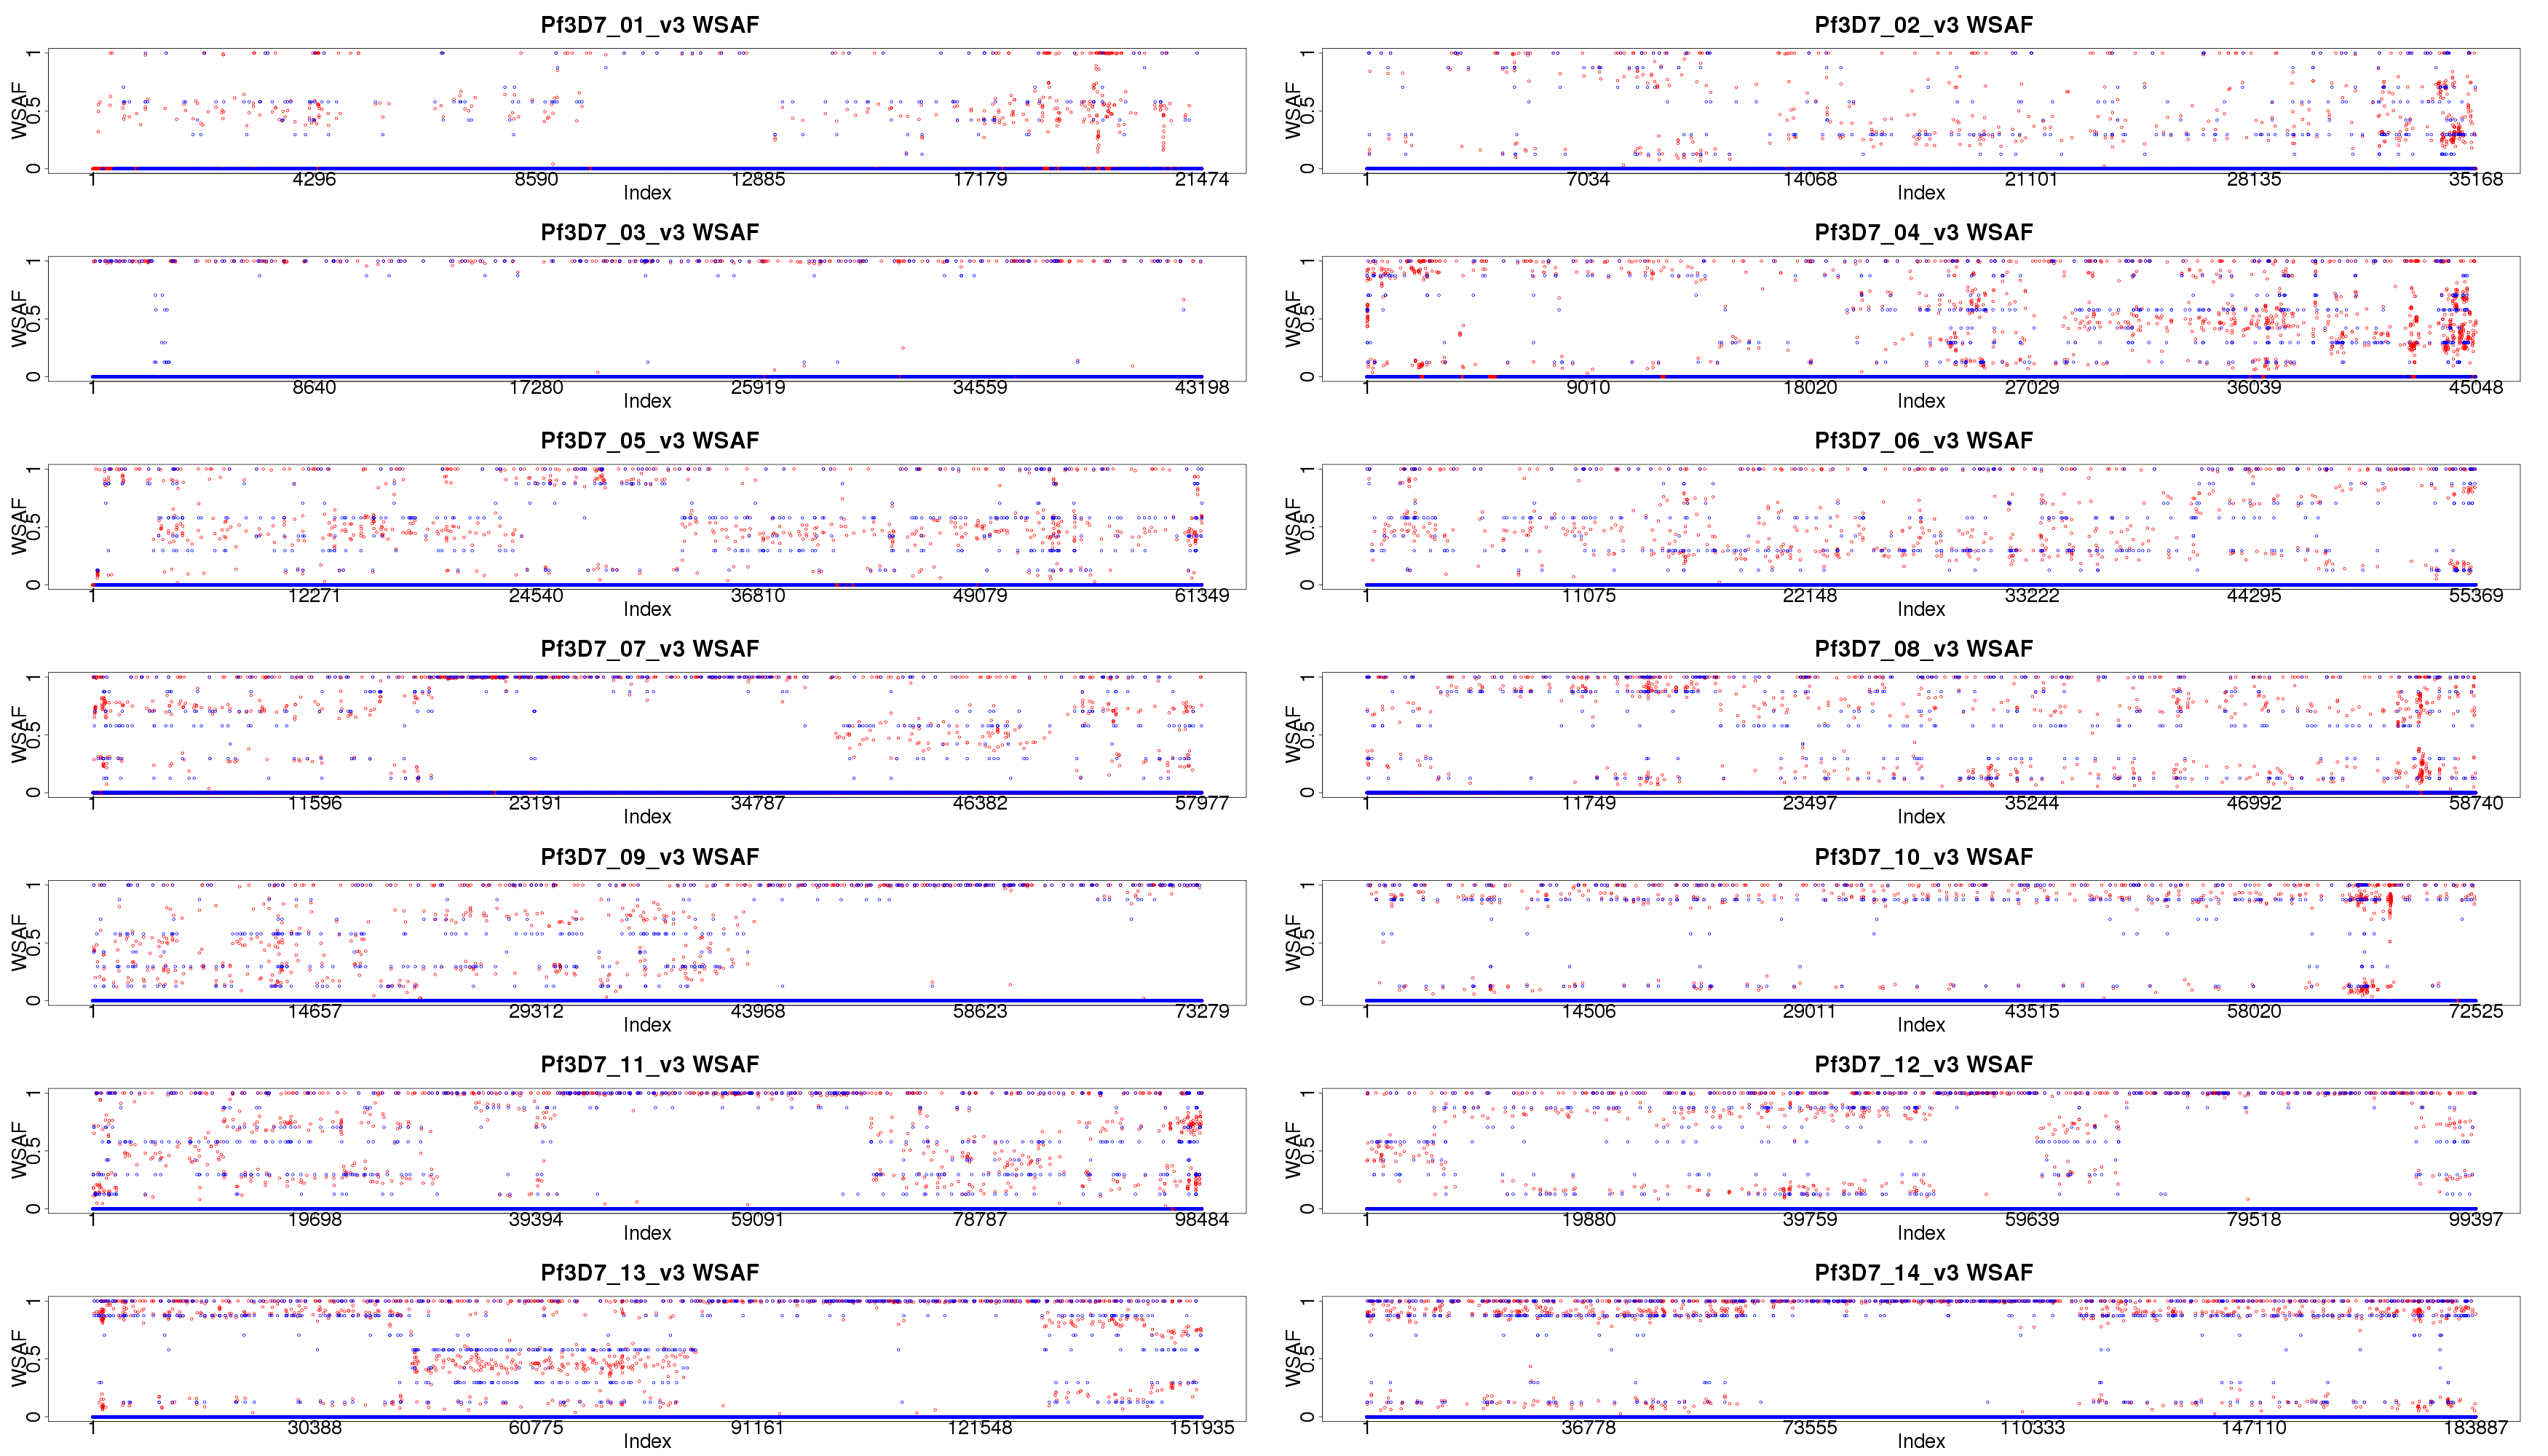 Pf3D7_01_v3 WSAF
WSAF
0 0.5 1
1 4296 8590 12885 17179 21474
Index
Pf3D7_02_v3 WSAF
WSAF
0 0.5 1
1 7034 14068 21101 28135 35168
Index
Pf3D7_03_v3 WSAF
WSAF
0 0.5 1
1 8640 17280 25919 34559 43198
Index
Pf3D7_04_v3 WSAF
WSAF
0 0.5 1
1 9010 18020 27029 36039 45048
Index
Pf3D7_05_v3 WSAF
WSAF
0 0.5 1
1 12271 24540 36810 49079 61349
Index
Pf3D7_06_v3 WSAF
WSAF
0 0.5 1
1 11075 22148 33222 44295 55369
Index
Pf3D7_07_v3 WSAF
WSAF
0 0.5 1
1 11596 23191 34787 46382 57977
Index
Pf3D7_08_v3 WSAF
WSAF
0 0.5 1
1 11749 23497 35244 46992 58740
Index
Pf3D7_09_v3 WSAF
WSAF
0 0.5 1
1 14657 29312 43968 58623 73279
Index
Pf3D7_10_v3 WSAF
WSAF
0 0.5 1
1 14506 29011 43515 58020 72525
Index
Pf3D7_11_v3 WSAF
WSAF
0 0.5 1
1 19698 39394 59091 78787 98484
Index
Pf3D7_12_v3 WSAF
WSAF
0 0.5 1
1 19880 39759 59639 79518 99397
Index
Pf3D7_13_v3 WSAF
WSAF
0 0.5 1
1 30388 60775 91161 121548 151935
Index
Pf3D7_14_v3 WSAF
WSAF
0 0.5 1
1 36778 73555 110333 147110 183887
Index